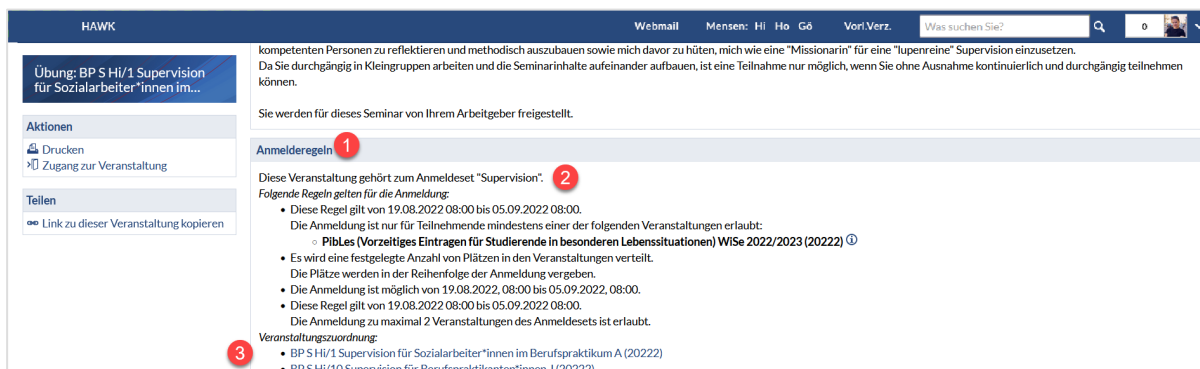 HAWK
Webmail Mensen: Hi Ho Gö Vorl.Verz. Was suchen Sie? 0
Übung: BP S Hi/1 Supervision
für Sozialarbeiter*innen im...
Aktionen
Drucken
Zugang zur Veranstaltung
Teilen
Link zu dieser Veranstaltung kopieren
kompetenten Personen zu reflektieren und methodisch auszubauen sowie mich davor zu hüten, mich wie eine "Missionarin" für eine "lupenreine" Supervision einzusetzen.
Da Sie durchgängig in Kleingruppen arbeiten und die Seminarinhalte aufeinander aufbauen, ist eine Teilnahme nur möglich, wenn Sie ohne Ausnahme kontinuierlich und durchgängig teilnehmen
können.
Sie werden für dieses Seminar von Ihrem Arbeitgeber freigestellt.
Anmelderegeln 1
Diese Veranstaltung gehört zum Anmeldeset "Supervision". 2
Folgende Regeln gelten für die Anmeldung:
• Diese Regel gilt von 19.08.2022 08:00 bis 05.09.2022 08:00.
Die Anmeldung ist nur für Teilnehmende mindestens einer der folgenden Veranstaltungen erlaubt:
◦ PibLes (Vorzeitiges Eintragen für Studierende in besonderen Lebenssituationen) WiSe 2022/2023 (20222)
• Es wird eine festgelegte Anzahl von Plätzen in den Veranstaltungen verteilt.
Die Plätze werden in der Reihenfolge der Anmeldung vergeben.
• Die Anmeldung ist möglich von 19.08.2022, 08:00 bis 05.09.2022, 08:00.
• Diese Regel gilt von 19.08.2022 08:00 bis 05.09.2022 08:00.
Die Anmeldung zu maximal 2 Veranstaltungen des Anmeldesets ist erlaubt.
Veranstaltungszuordnung:
3 • BP S Hi/1 Supervision für Sozialarbeiter*innen im Berufspraktikum A (20222)
• BP S Hi/10 Supervision für Berufspraktikanten*innen J (20222)